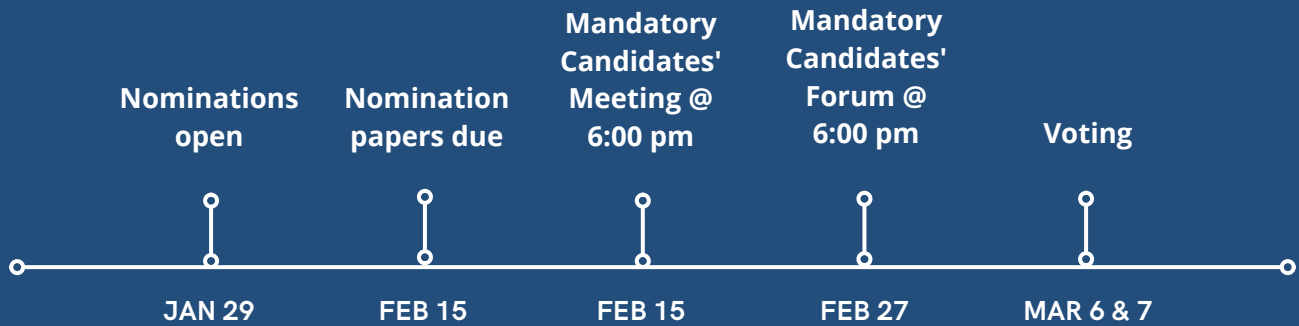 Nominations
open
Nomination
papers due
Mandatory
Candidates'
Meeting @
6:00 pm
Mandatory
Candidates'
Forum @
6:00 pm
Voting
JAN 29
FEB 15
FEB 15
FEB 27
MAR 6 & 7